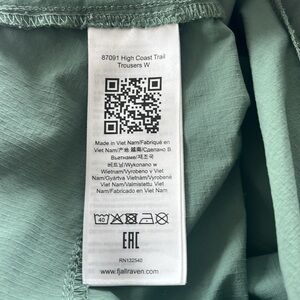 87091 High Coast Trail
Trousers W
Made in Viet Nam/Fabriqué en
Viet Nam/产地 越南/Сделано В
Вьетнаме/제조국
베트남/Wykonano w
Wietnam/Vyrobeno v Viet
Nam/Gyártva Vietnám/Vyrobené
Viet Nam/Valmistettu Viet
Nam/Fabricado en Viet Nam
40
EAC
RN132540
www.fjallraven.com